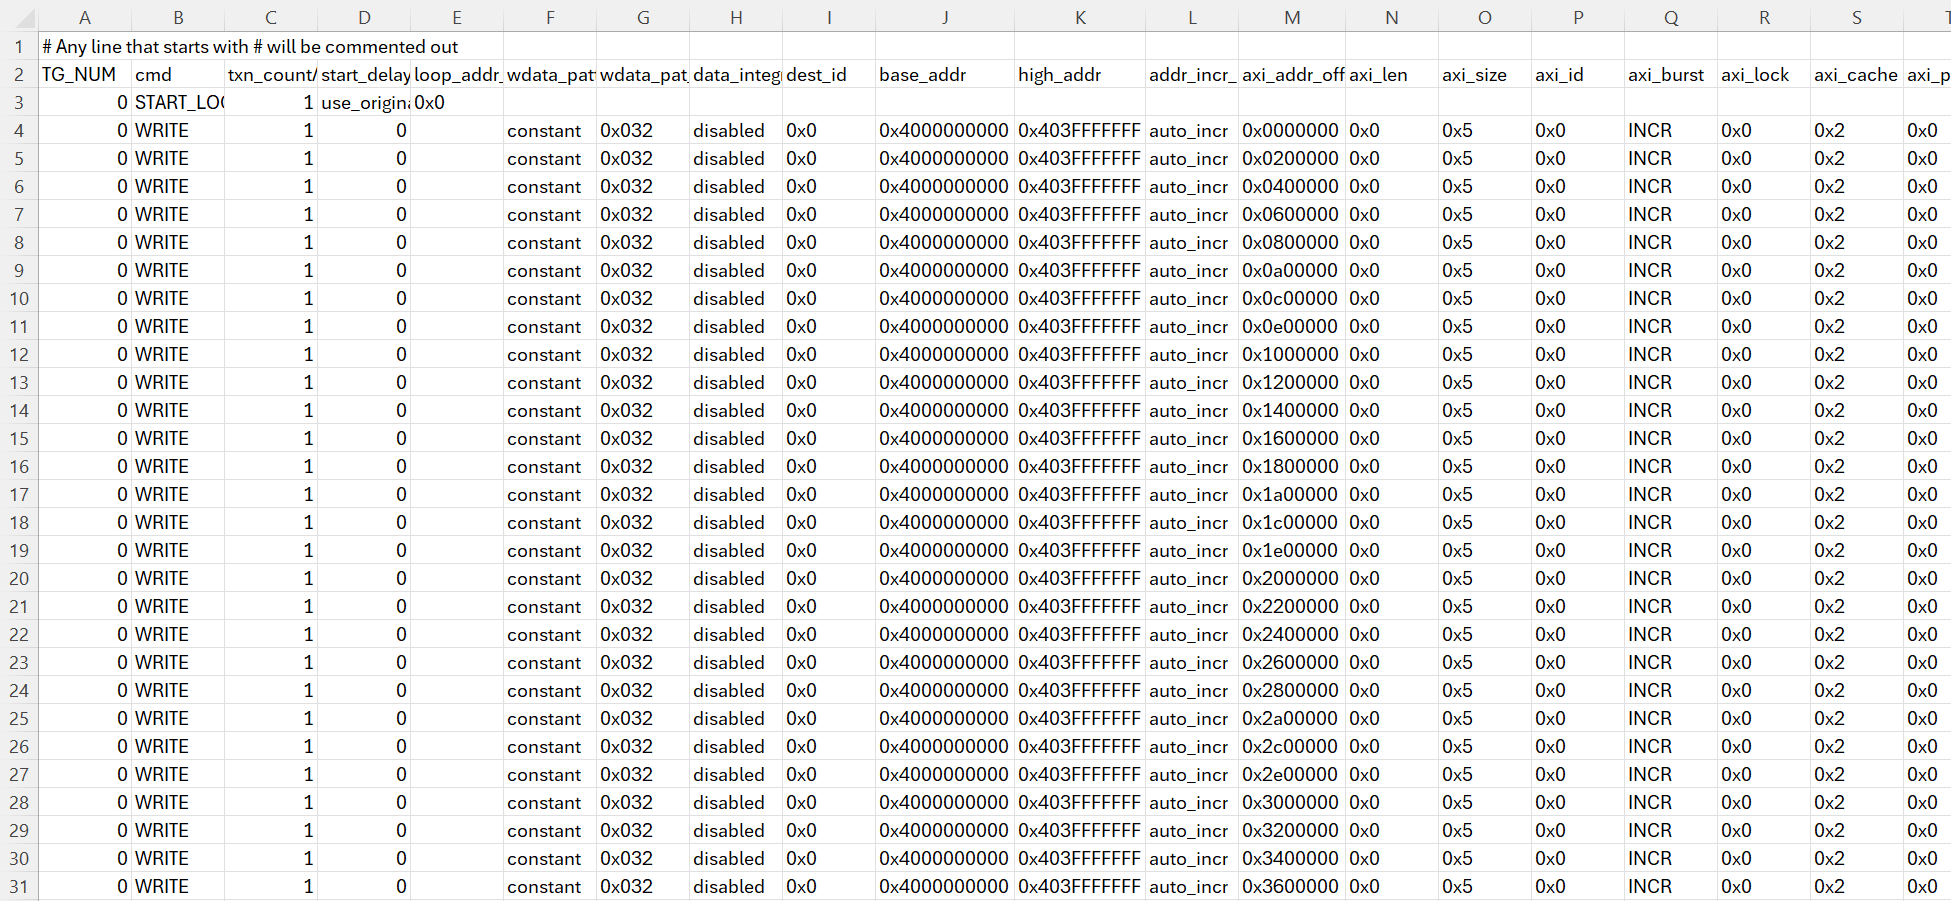 A B C D E F G H I J K L M N O P Q R S T
1 # Any line that starts with # will be commented out
2 TG_NUM cmd txn_count/ start_delay loop_addr_ wdata_pat wdata_pat_ data_integ dest_id base_addr high_addr addr_incr_ axi_addr_off axi_len axi_size axi_id axi_burst axi_lock axi_cache axi_p
3 0 START_LOO 1 use_origina 0x0
4 0 WRITE 1 0 constant 0x032 disabled 0x0 0x4000000000 0x403FFFFFFF auto_incr 0x0000000 0x0 0x5 0x0 INCR 0x0 0x2 0x0
5 0 WRITE 1 0 constant 0x032 disabled 0x0 0x4000000000 0x403FFFFFFF auto_incr 0x0200000 0x0 0x5 0x0 INCR 0x0 0x2 0x0
6 0 WRITE 1 0 constant 0x032 disabled 0x0 0x4000000000 0x403FFFFFFF auto_incr 0x0400000 0x0 0x5 0x0 INCR 0x0 0x2 0x0
7 0 WRITE 1 0 constant 0x032 disabled 0x0 0x4000000000 0x403FFFFFFF auto_incr 0x0600000 0x0 0x5 0x0 INCR 0x0 0x2 0x0
8 0 WRITE 1 0 constant 0x032 disabled 0x0 0x4000000000 0x403FFFFFFF auto_incr 0x0800000 0x0 0x5 0x0 INCR 0x0 0x2 0x0
9 0 WRITE 1 0 constant 0x032 disabled 0x0 0x4000000000 0x403FFFFFFF auto_incr 0x0a00000 0x0 0x5 0x0 INCR 0x0 0x2 0x0
10 0 WRITE 1 0 constant 0x032 disabled 0x0 0x4000000000 0x403FFFFFFF auto_incr 0x0c00000 0x0 0x5 0x0 INCR 0x0 0x2 0x0
11 0 WRITE 1 0 constant 0x032 disabled 0x0 0x4000000000 0x403FFFFFFF auto_incr 0x0e00000 0x0 0x5 0x0 INCR 0x0 0x2 0x0
12 0 WRITE 1 0 constant 0x032 disabled 0x0 0x4000000000 0x403FFFFFFF auto_incr 0x1000000 0x0 0x5 0x0 INCR 0x0 0x2 0x0
13 0 WRITE 1 0 constant 0x032 disabled 0x0 0x4000000000 0x403FFFFFFF auto_incr 0x1200000 0x0 0x5 0x0 INCR 0x0 0x2 0x0
14 0 WRITE 1 0 constant 0x032 disabled 0x0 0x4000000000 0x403FFFFFFF auto_incr 0x1400000 0x0 0x5 0x0 INCR 0x0 0x2 0x0
15 0 WRITE 1 0 constant 0x032 disabled 0x0 0x4000000000 0x403FFFFFFF auto_incr 0x1600000 0x0 0x5 0x0 INCR 0x0 0x2 0x0
16 0 WRITE 1 0 constant 0x032 disabled 0x0 0x4000000000 0x403FFFFFFF auto_incr 0x1800000 0x0 0x5 0x0 INCR 0x0 0x2 0x0
17 0 WRITE 1 0 constant 0x032 disabled 0x0 0x4000000000 0x403FFFFFFF auto_incr 0x1a00000 0x0 0x5 0x0 INCR 0x0 0x2 0x0
18 0 WRITE 1 0 constant 0x032 disabled 0x0 0x4000000000 0x403FFFFFFF auto_incr 0x1c00000 0x0 0x5 0x0 INCR 0x0 0x2 0x0
19 0 WRITE 1 0 constant 0x032 disabled 0x0 0x4000000000 0x403FFFFFFF auto_incr 0x1e00000 0x0 0x5 0x0 INCR 0x0 0x2 0x0
20 0 WRITE 1 0 constant 0x032 disabled 0x0 0x4000000000 0x403FFFFFFF auto_incr 0x2000000 0x0 0x5 0x0 INCR 0x0 0x2 0x0
21 0 WRITE 1 0 constant 0x032 disabled 0x0 0x4000000000 0x403FFFFFFF auto_incr 0x2200000 0x0 0x5 0x0 INCR 0x0 0x2 0x0
22 0 WRITE 1 0 constant 0x032 disabled 0x0 0x4000000000 0x403FFFFFFF auto_incr 0x2400000 0x0 0x5 0x0 INCR 0x0 0x2 0x0
23 0 WRITE 1 0 constant 0x032 disabled 0x0 0x4000000000 0x403FFFFFFF auto_incr 0x2600000 0x0 0x5 0x0 INCR 0x0 0x2 0x0
24 0 WRITE 1 0 constant 0x032 disabled 0x0 0x4000000000 0x403FFFFFFF auto_incr 0x2800000 0x0 0x5 0x0 INCR 0x0 0x2 0x0
25 0 WRITE 1 0 constant 0x032 disabled 0x0 0x4000000000 0x403FFFFFFF auto_incr 0x2a00000 0x0 0x5 0x0 INCR 0x0 0x2 0x0
26 0 WRITE 1 0 constant 0x032 disabled 0x0 0x4000000000 0x403FFFFFFF auto_incr 0x2c00000 0x0 0x5 0x0 INCR 0x0 0x2 0x0
27 0 WRITE 1 0 constant 0x032 disabled 0x0 0x4000000000 0x403FFFFFFF auto_incr 0x2e00000 0x0 0x5 0x0 INCR 0x0 0x2 0x0
28 0 WRITE 1 0 constant 0x032 disabled 0x0 0x4000000000 0x403FFFFFFF auto_incr 0x3000000 0x0 0x5 0x0 INCR 0x0 0x2 0x0
29 0 WRITE 1 0 constant 0x032 disabled 0x0 0x4000000000 0x403FFFFFFF auto_incr 0x3200000 0x0 0x5 0x0 INCR 0x0 0x2 0x0
30 0 WRITE 1 0 constant 0x032 disabled 0x0 0x4000000000 0x403FFFFFFF auto_incr 0x3400000 0x0 0x5 0x0 INCR 0x0 0x2 0x0
31 0 WRITE 1 0 constant 0x032 disabled 0x0 0x4000000000 0x403FFFFFFF auto_incr 0x3600000 0x0 0x5 0x0 INCR 0x0 0x2 0x0